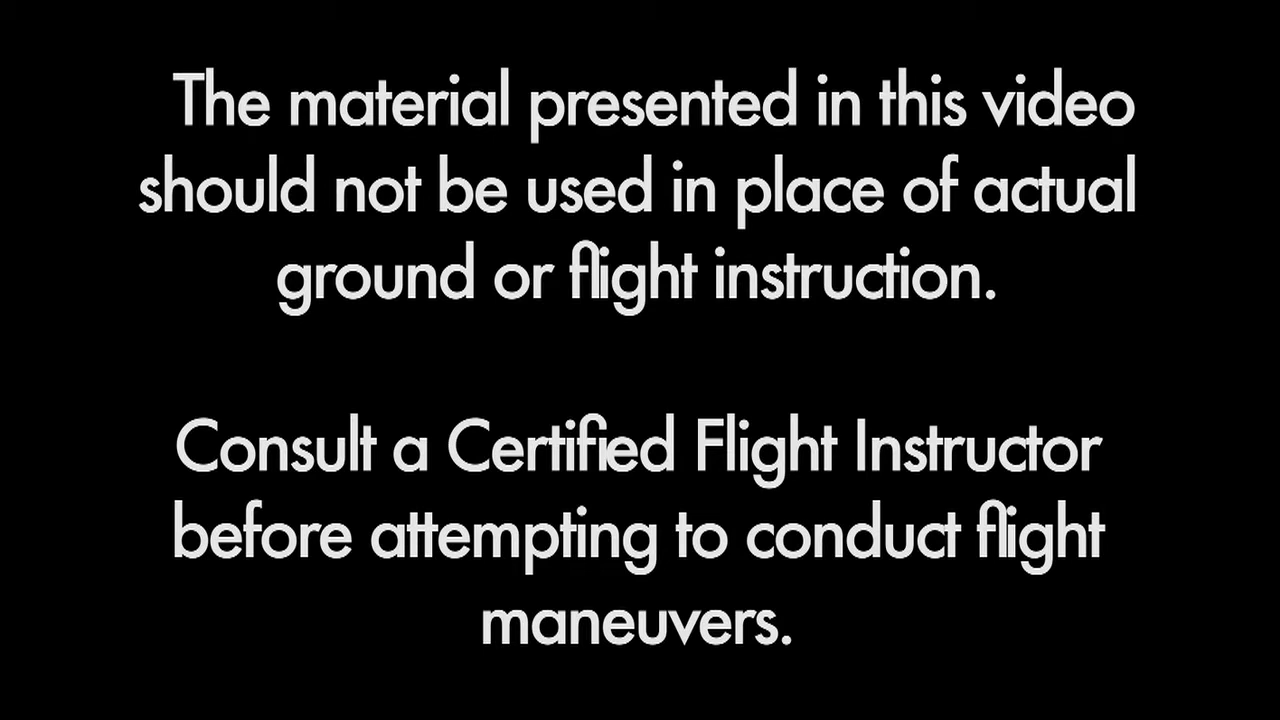 The material presented in this video
should not be used in place of actual
ground or flight instruction.
Consult a Certified Flight Instructor
before attempting to conduct flight
maneuvers.